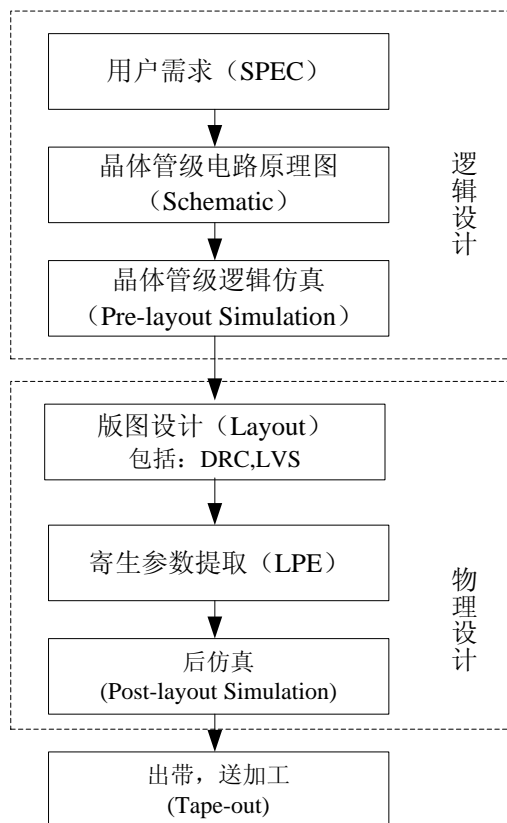 用户需求（SPEC）
晶体管级电路原理图
（Schematic）
晶体管级逻辑仿真
（Pre-layout Simulation）
逻辑设计
版图设计（Layout）
包括：DRC,LVS
寄生参数提取（LPE）
后仿真
(Post-layout Simulation)
物理设计
出带，送加工
(Tape-out)